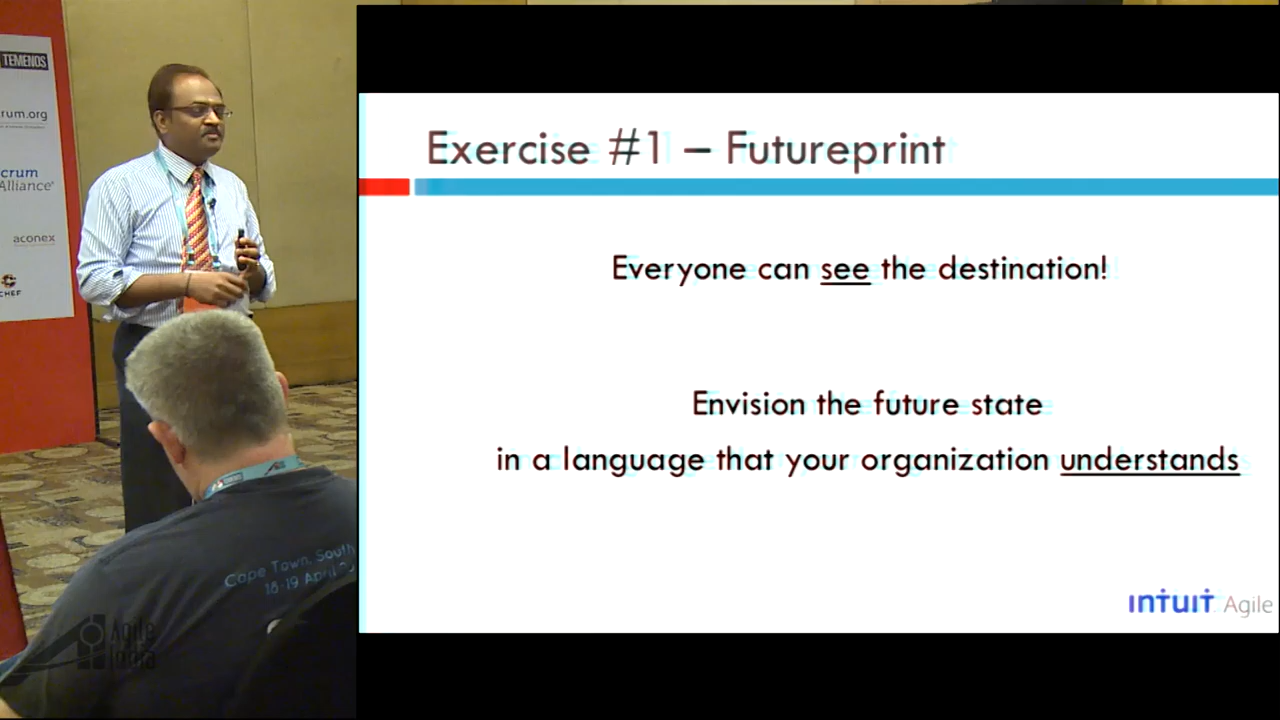 TEMENOS
rum.org
crum
Alliance®
aconex
CHEF
Exercise #1 – Futureprint
Everyone can see the destination!
Envision the future state
in a language that your organization understands
INTUIT Agile
Cape Town, South
18-19 April
Agile
India